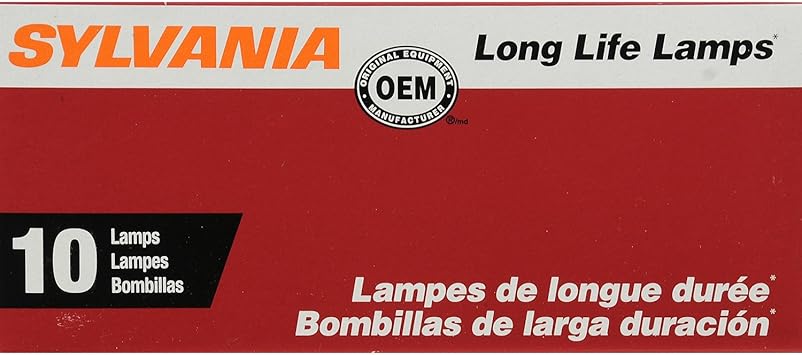 SYLVANIA
Long Life Lamps*
ORIGINAL EQUIPMENT
OEM
MANUFACTURER
®/md
10
Lamps
Lampes
Bombillas
Lampes de longue durée*
Bombillas de larga duración*